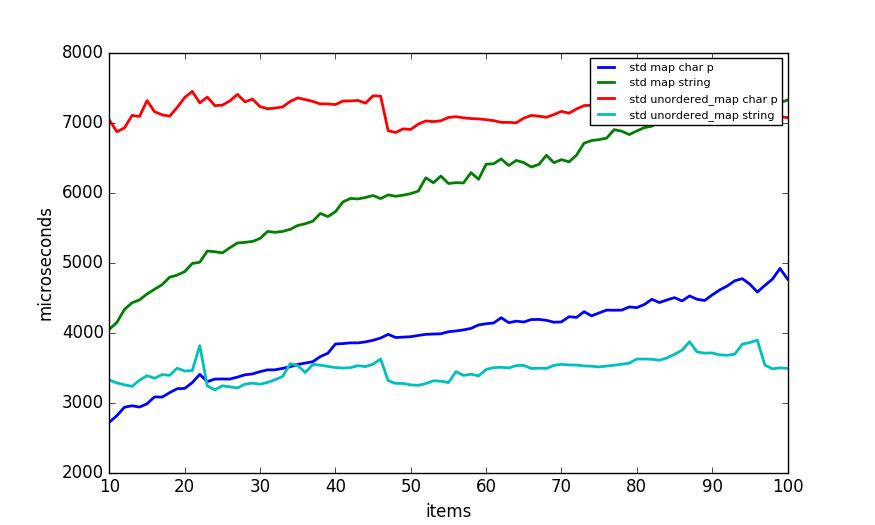 8000
7000
6000
5000
4000
3000
2000
microseconds
std map char p
std map string
std unordered_map char p
std unordered_map string
10 20 30 40 50 60 70 80 90 100
items